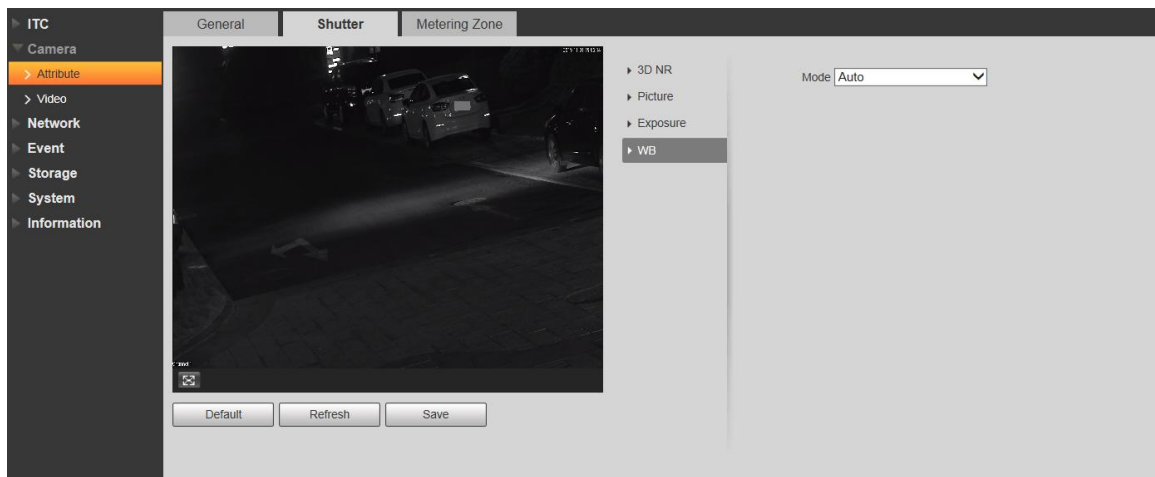 ITC
Camera
Attribute
Video
Network
Event
Storage
System
Information
General
Shutter
Metering Zone
3D NR
Picture
Exposure
WB
Mode Auto
Default
Refresh
Save